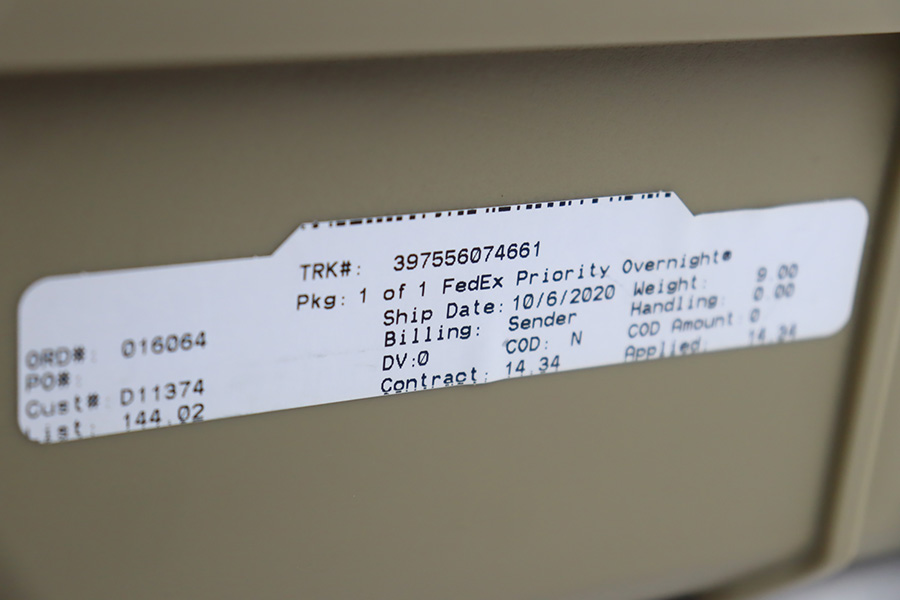 TRK#: 397556074661
Pkg: 1 of 1 FedEx Priority Overnight®
Ship Date: 10/6/2020 Weight: 9.00
Billing: Sender Handling: 0.00
DV:0 COD: N COD Amount: 0
Contract: 14.34 Applied: 14.34
ORD#: 016064
PO#:
Cust#: D11374
List: 144.02